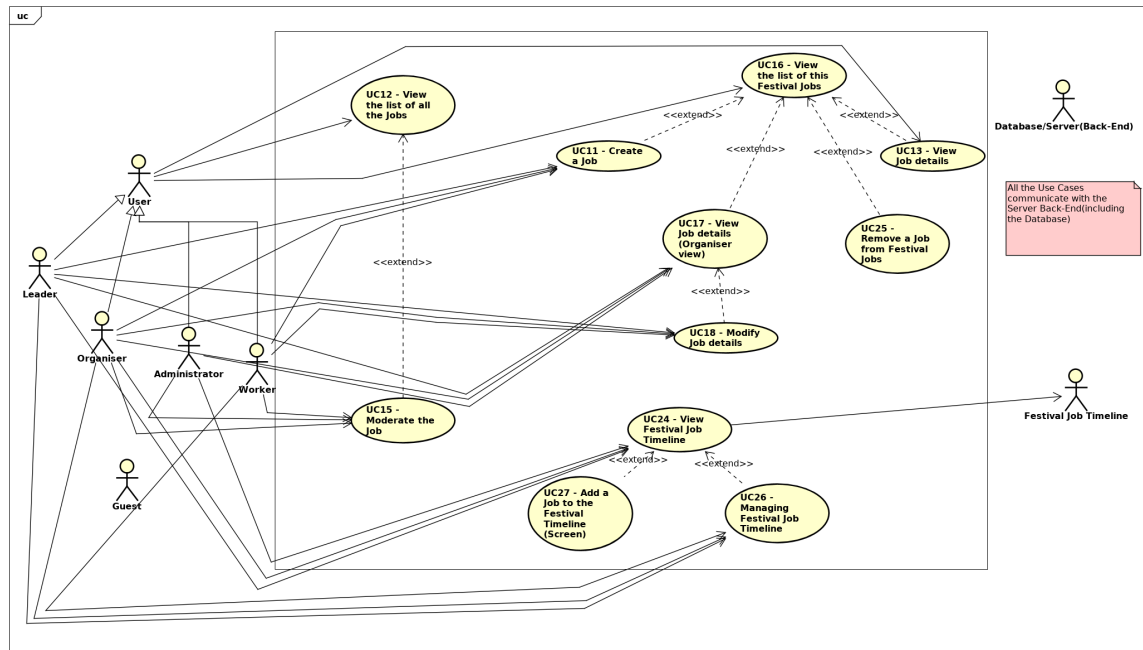 uc
UC16 - View
the list of this
Festival Jobs
UC12 - View
the list of all
the Jobs
<<extend>>
<<extend>>
Database/Server(Back-End)
UC11 - Create
a Job
<<extend>>
<<extend>>
UC13 - View
Job details
All the Use Cases
communicate with the
Server Back-End(including
the Database)
User
UC17 - View
Job details
(Organiser
view)
UC25 -
Remove a Job
from Festival
Jobs
<<extend>>
Leader
<<extend>>
UC18 - Modify
Job details
Organiser
Administrator
Worker
UC15 -
Moderate the
Job
Festival Job Timeline
UC24 - View
Festival Job
Timeline
<<extend>>
<<extend>>
Guest
UC27 - Add a
Job to the
Festival
Timeline
(Screen)
UC26 -
Managing
Festival Job
Timeline